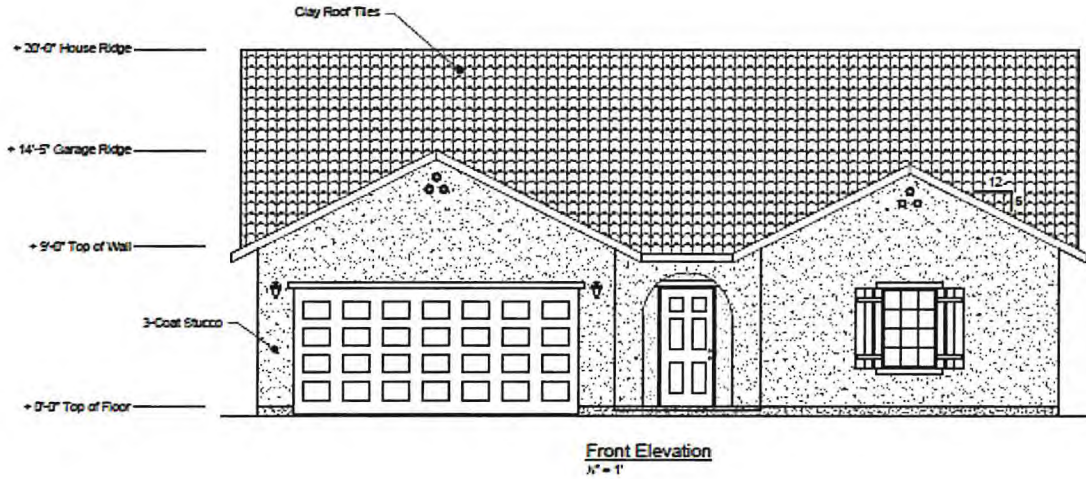 Clay Roof Tiles
+ 20'-0" House Ridge
+ 14'-5" Garage Ridge
12
5
+ 9'-0" Top of Wall
3-Coat Stucco
+ 0'-0" Top of Floor
Front Elevation
= 1'